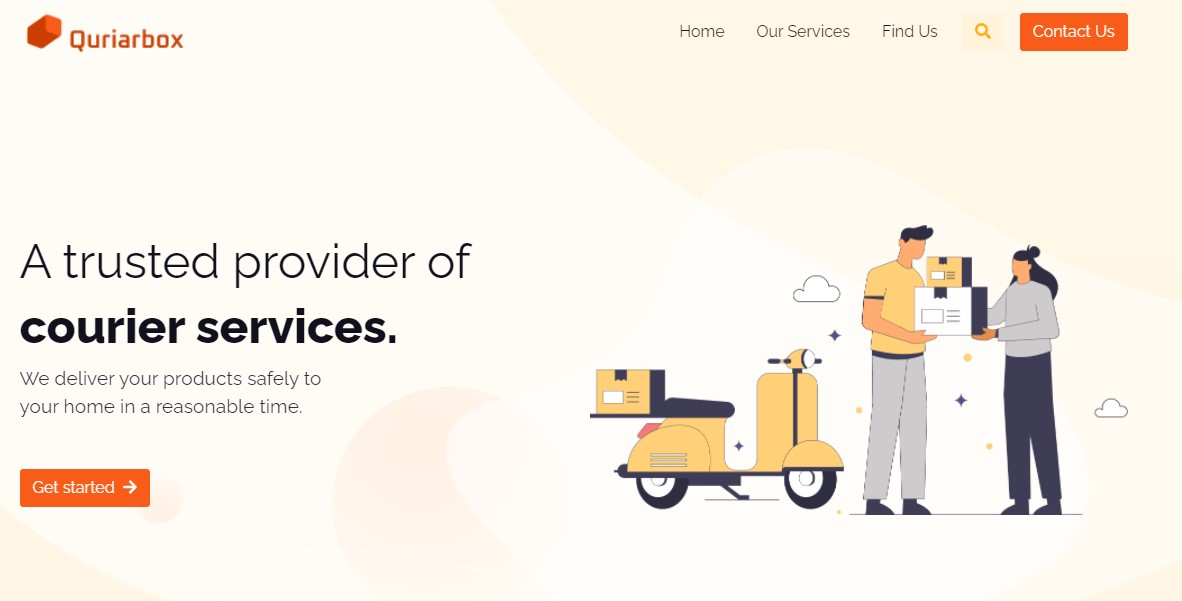 Quriarbox
Home
Our Services
Find Us
Contact Us
A trusted provider of
courier services.
We deliver your products safely to
your home in a reasonable time.
Get started